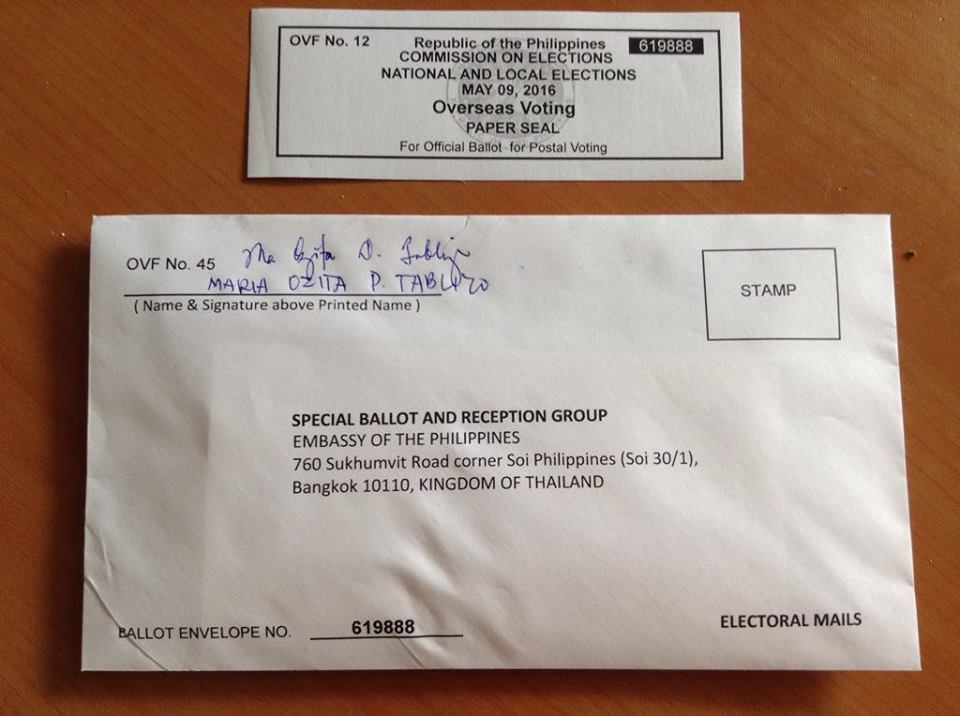 OVF No. 12
Republic of the Philippines
619888
COMMISSION ON ELECTIONS
NATIONAL AND LOCAL ELECTIONS
MAY 09, 2016
Overseas Voting
PAPER SEAL
For Official Ballot for Postal Voting
OVF No. 45
MARIA OZITA P. TABLIZO
( Name & Signature above Printed Name )
STAMP
SPECIAL BALLOT AND RECEPTION GROUP
EMBASSY OF THE PHILIPPINES
760 Sukhumvit Road corner Soi Philippines (Soi 30/1),
Bangkok 10110, KINGDOM OF THAILAND
BALLOT ENVELOPE NO. 619888
ELECTORAL MAILS